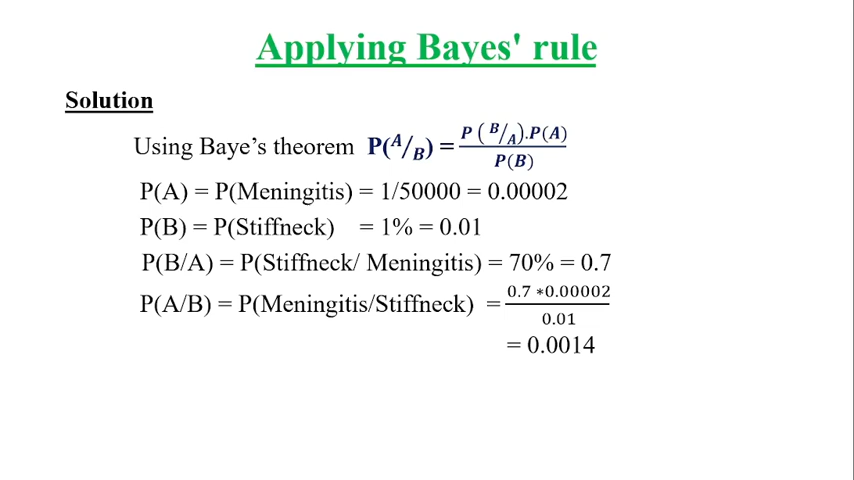 Applying Bayes' rule
Solution
Using Baye's theorem P(A/B) = P(B/A).P(A) / P(B)
P(A) = P(Meningitis) = 1/50000 = 0.00002
P(B) = P(Stiffneck) = 1% = 0.01
P(B/A) = P(Stiffneck/ Meningitis) = 70% = 0.7
P(A/B) = P(Meningitis/Stiffneck) = 0.7 *0.00002 / 0.01
= 0.0014